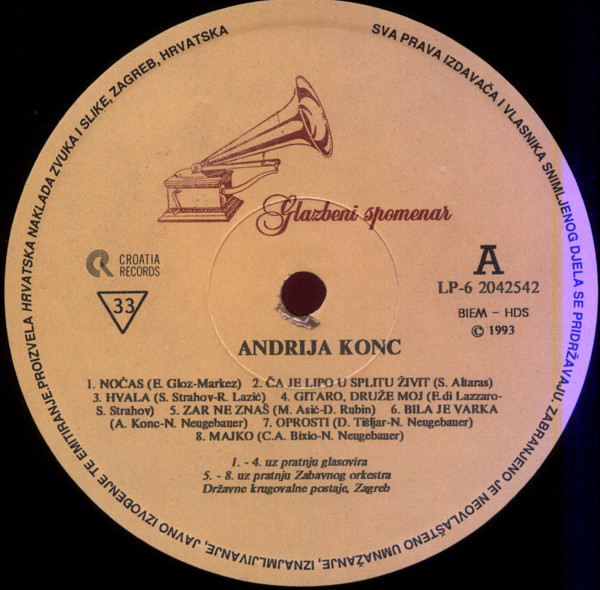 PROIZVELA HRVATSKA NAKLADA ZVUKA I SLIKE, ZAGREB, HRVATSKA
SVA PRAVA IZDAVAČA I VLASNIKA SNIMLJENOG DJELA SE PRIDRŽAVAJU. ZABRANJENO JE NEOVLAŠTENO UMNAŽANJE, IZNAJMLJIVANJE, JAVNO IZVOĐENJE TE EMITIRANJE.
Glazbeni spomenar
CROATIA
RECORDS
33
A
LP-6 2042542
BIEM - HDS
© 1993
ANDRIJA KONC
1. NOĆAS (E. Gloz-Markez) 2. ČA JE LIPO U SPLITU ŽIVIT (S. Altaras)
3. HVALA (S. Strahov-R. Lazić) 4. GITARO, DRUŽE MOJ (E.di Lazzaro-
S. Strahov) 5. ZAR NE ZNAŠ (M. Asić-D. Rubin) 6. BILA JE VARKA
(A. Konc-N. Neugebauer) 7. OPROSTI (D. Tišljar-N. Neugebauer)
8. MAJKO (C.A. Bixio-N. Neugebauer)
1. - 4. uz pratnju glasovira
5. - 8. uz pratnju Zabavnog orkestra
Državne krugovalne postaje, Zagreb